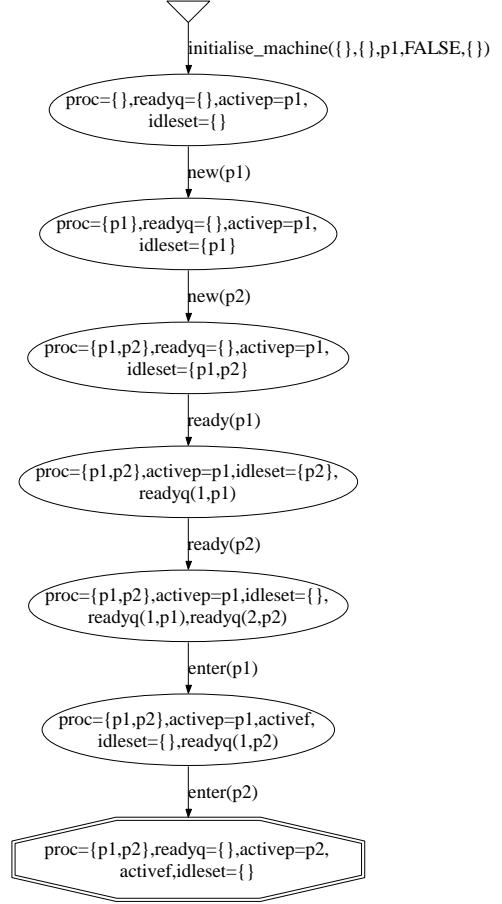 initialise_machine({},{},p1,FALSE,{})
proc={},readyq={},activep=p1,
idleset={}
new(p1)
proc={p1},readyq={},activep=p1,
idleset={p1}
new(p2)
proc={p1,p2},readyq={},activep=p1,
idleset={p1,p2}
ready(p1)
proc={p1,p2},activep=p1,idleset={p2},
readyq(1,p1)
ready(p2)
proc={p1,p2},activep=p1,idleset={},
readyq(1,p1),readyq(2,p2)
enter(p1)
proc={p1,p2},activep=p1,activef,
idleset={},readyq(1,p2)
enter(p2)
proc={p1,p2},readyq={},activep=p2,
activef,idleset={}